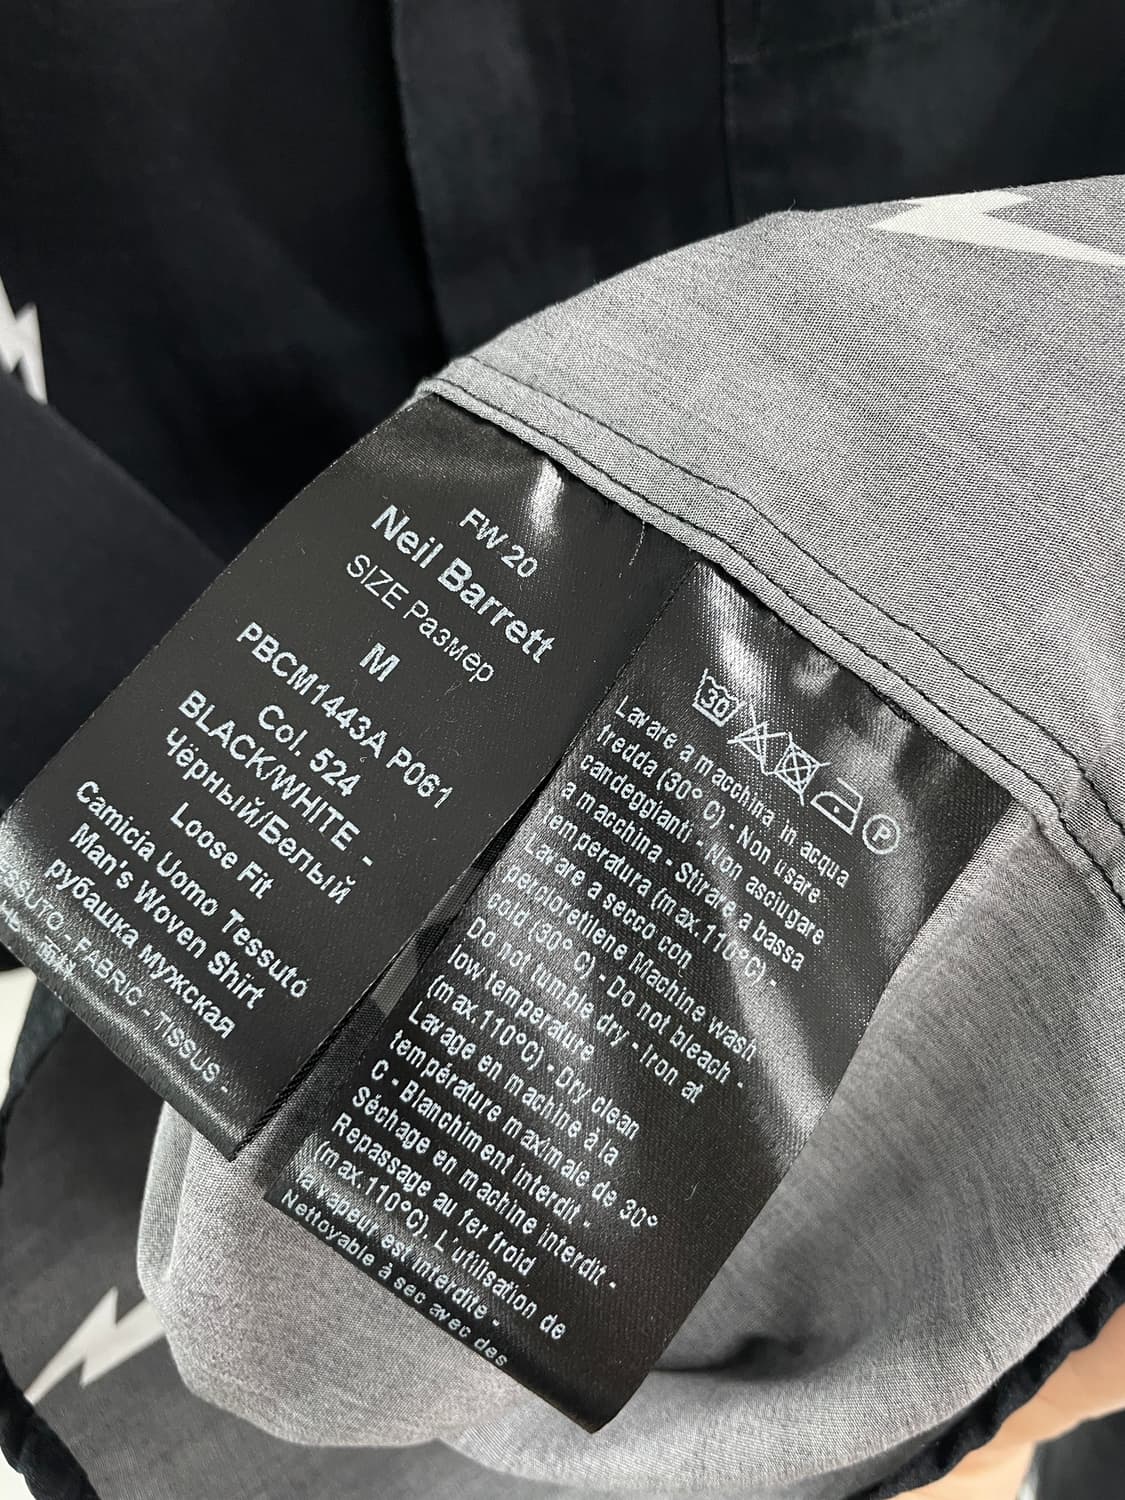 FW 20
Neil Barrett
SIZE Размер
M
PBCM1443A P061
Col. 524
BLACK/WHITE -
Чёрный/Белый
Loose Fit
Camicia Uomo Tessuto
Man's Woven Shirt
рубашка мужская
TESSUTO - FABRIC - TISSUS -
30
P
Lavare a macchina in acqua
fredda (30° C) - Non usare
candeggianti - Non asciugare
a macchina - Stirare a bassa
temperatura (max.110°C) -
Lavare a secco con
percloretilene Machine wash
cold (30° C) - Do not bleach -
Do not tumble dry - Iron at
low temperature
(max.110°C) - Dry clean
Lavage en machine à la
température maximale de 30°
C - Blanchiment interdit -
Séchage en machine interdit -
Repassage au fer froid
(max.110°C). L'utilisation de
la vapeur est interdite -
Nettoyable à sec avec des